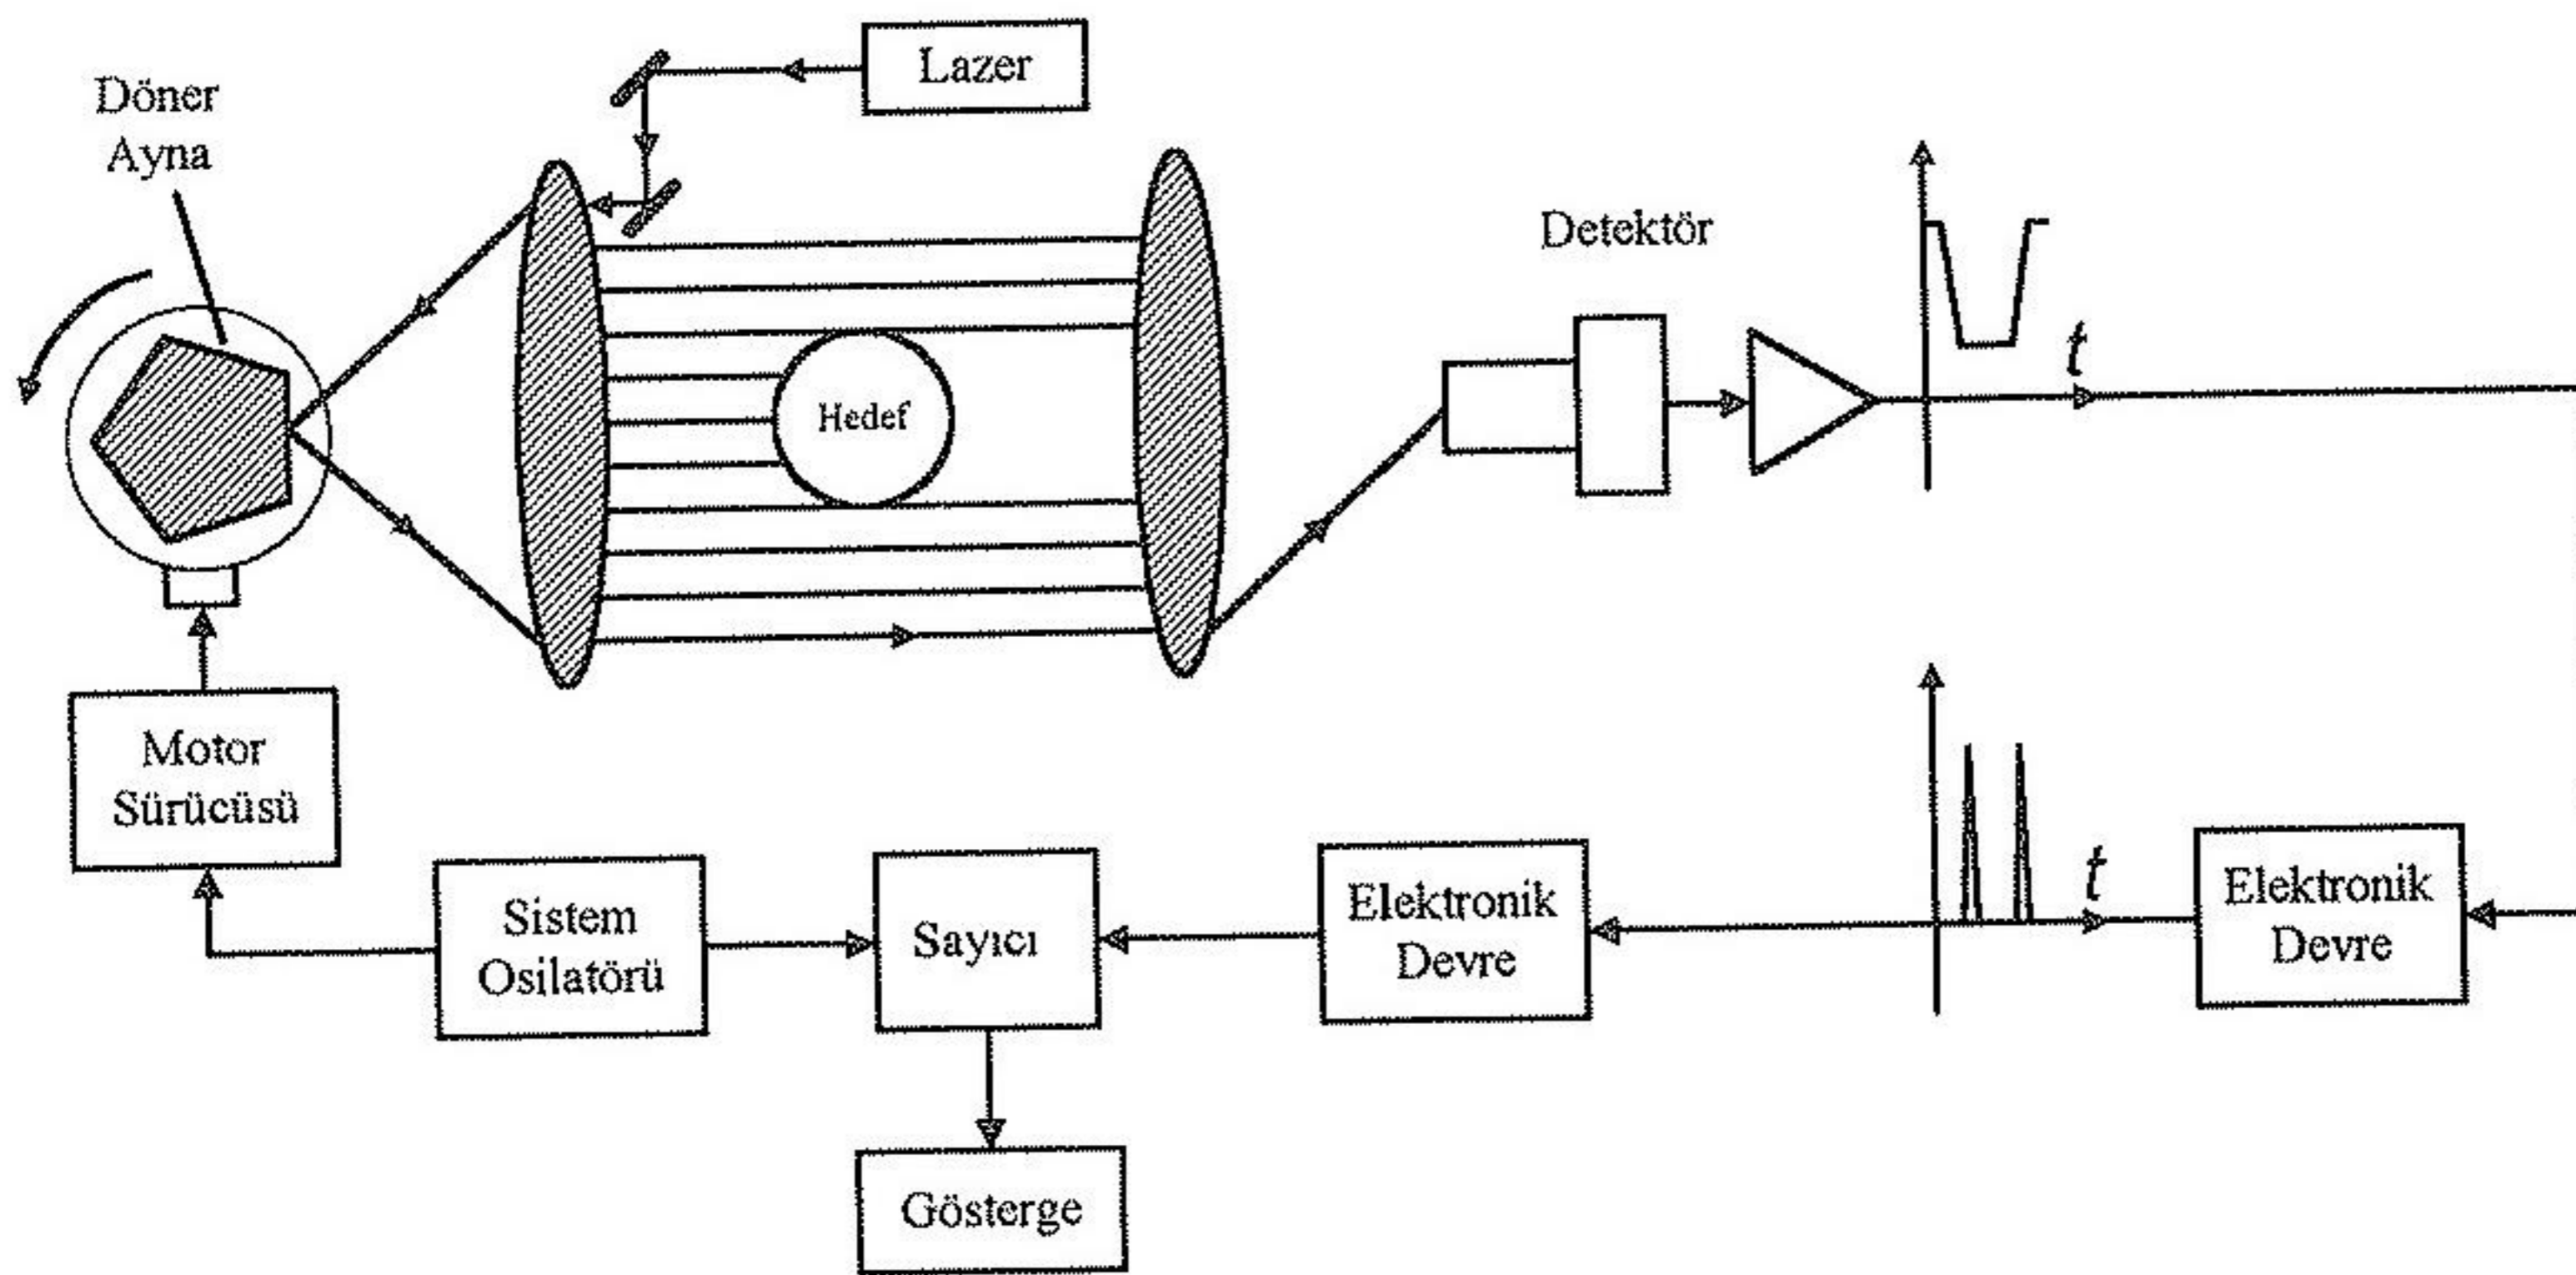 Lazer
Döner
Ayna
Detektör
t
Hedef
Motor
Sürücüsü
Sistem
Osilatörü
Sayıcı
Elektronik
Devre
t
Elektronik
Devre
Gösterge